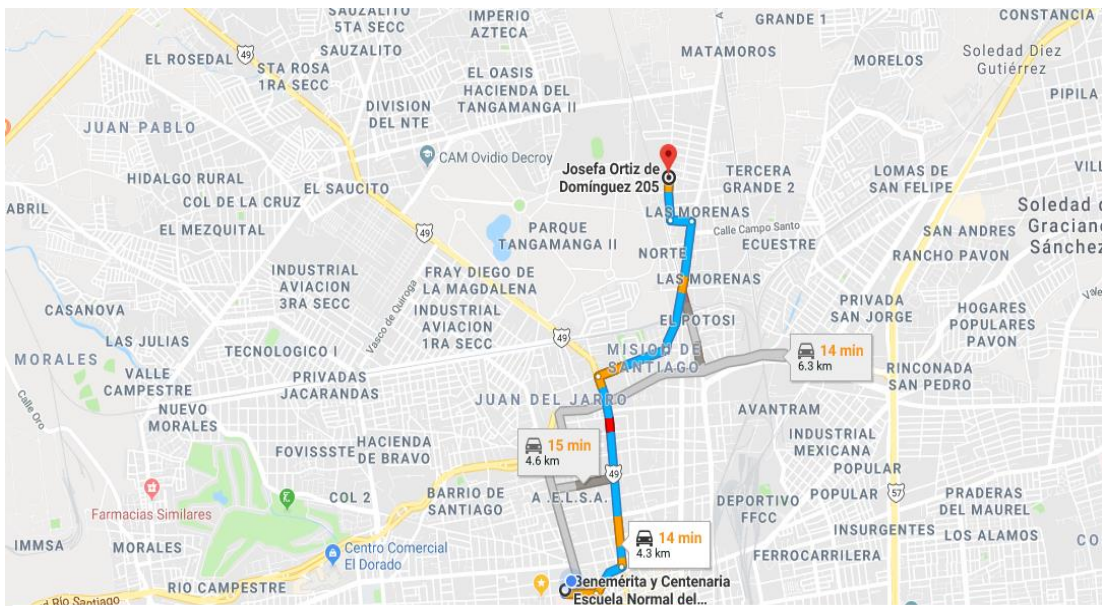 SAUZALITO
5TA SECC
IMPERIO
AZTECA
GRANDE 1
CONSTANCIA
49
EL ROSEDAL
SAUZALITO
STA ROSA
1RA SECC
MATAMOROS
MORELOS
Soledad Diez
Gutiérrez
EL OASIS
HACIENDA DEL
TANGAMANGA II
PIPILA
DIVISION
DEL NTE
JUAN PABLO
CAM Ovidio Decroy
Josefa Ortiz de
Domínguez 205
TERCERA
GRANDE 2
LOMAS DE
SAN FELIPE
HIDALGO RURAL
EL SAUCITO
COL DE LA CRUZ
ABRIL
EL MEZQUITAL
49
PARQUE
TANGAMANGA II
LAS MORENAS
Calle Campo Santo
ECUESTRE
SAN ANDRES
RANCHO PAVON
Soledad d
Graciano
Sánchez
NORTE
LAS MORENAS
INDUSTRIAL
AVIACION
3RA SECC
FRAY DIEGO DE
LA MAGDALENA
INDUSTRIAL
AVIACION
1RA SECC
Vasco de Quiroga
CASANOVA
LAS JULIAS
PRIVADA
SAN JORGE
HOGARES
POPULARES
PAVON
EL POTOSI
49
MORALES
VALLE
CAMPESTRE
TECNOLOGICO I
PRIVADAS
JACARANDAS
MISION DE
SANTIAGO
14 min
6.3 km
RINCONADA
SAN PEDRO
Calle Oro
NUEVO
MORALES
JUAN DEL JARRO
AVANTRAM
INDUSTRIAL
MEXICANA
FOVISSSTE
HACIENDA
DE BRAVO
15 min
4.6 km
49
POPULAR
57
Farmacias Similares
COL 2
BARRIO DE
SANTIAGO
A.E.L.S.A.
DEPORTIVO
FFCC
POPULAR
PRADERAS
DEL MAUREL
INSURGENTES
LOS ALAMOS
IMMSA
MORALES
Centro Comercial
El Dorado
14 min
4.3 km
FERROCARRILERA
CO
RIO CAMPESTRE
Benemérita y Centenaria
Escuela Normal del...
Río Santiago